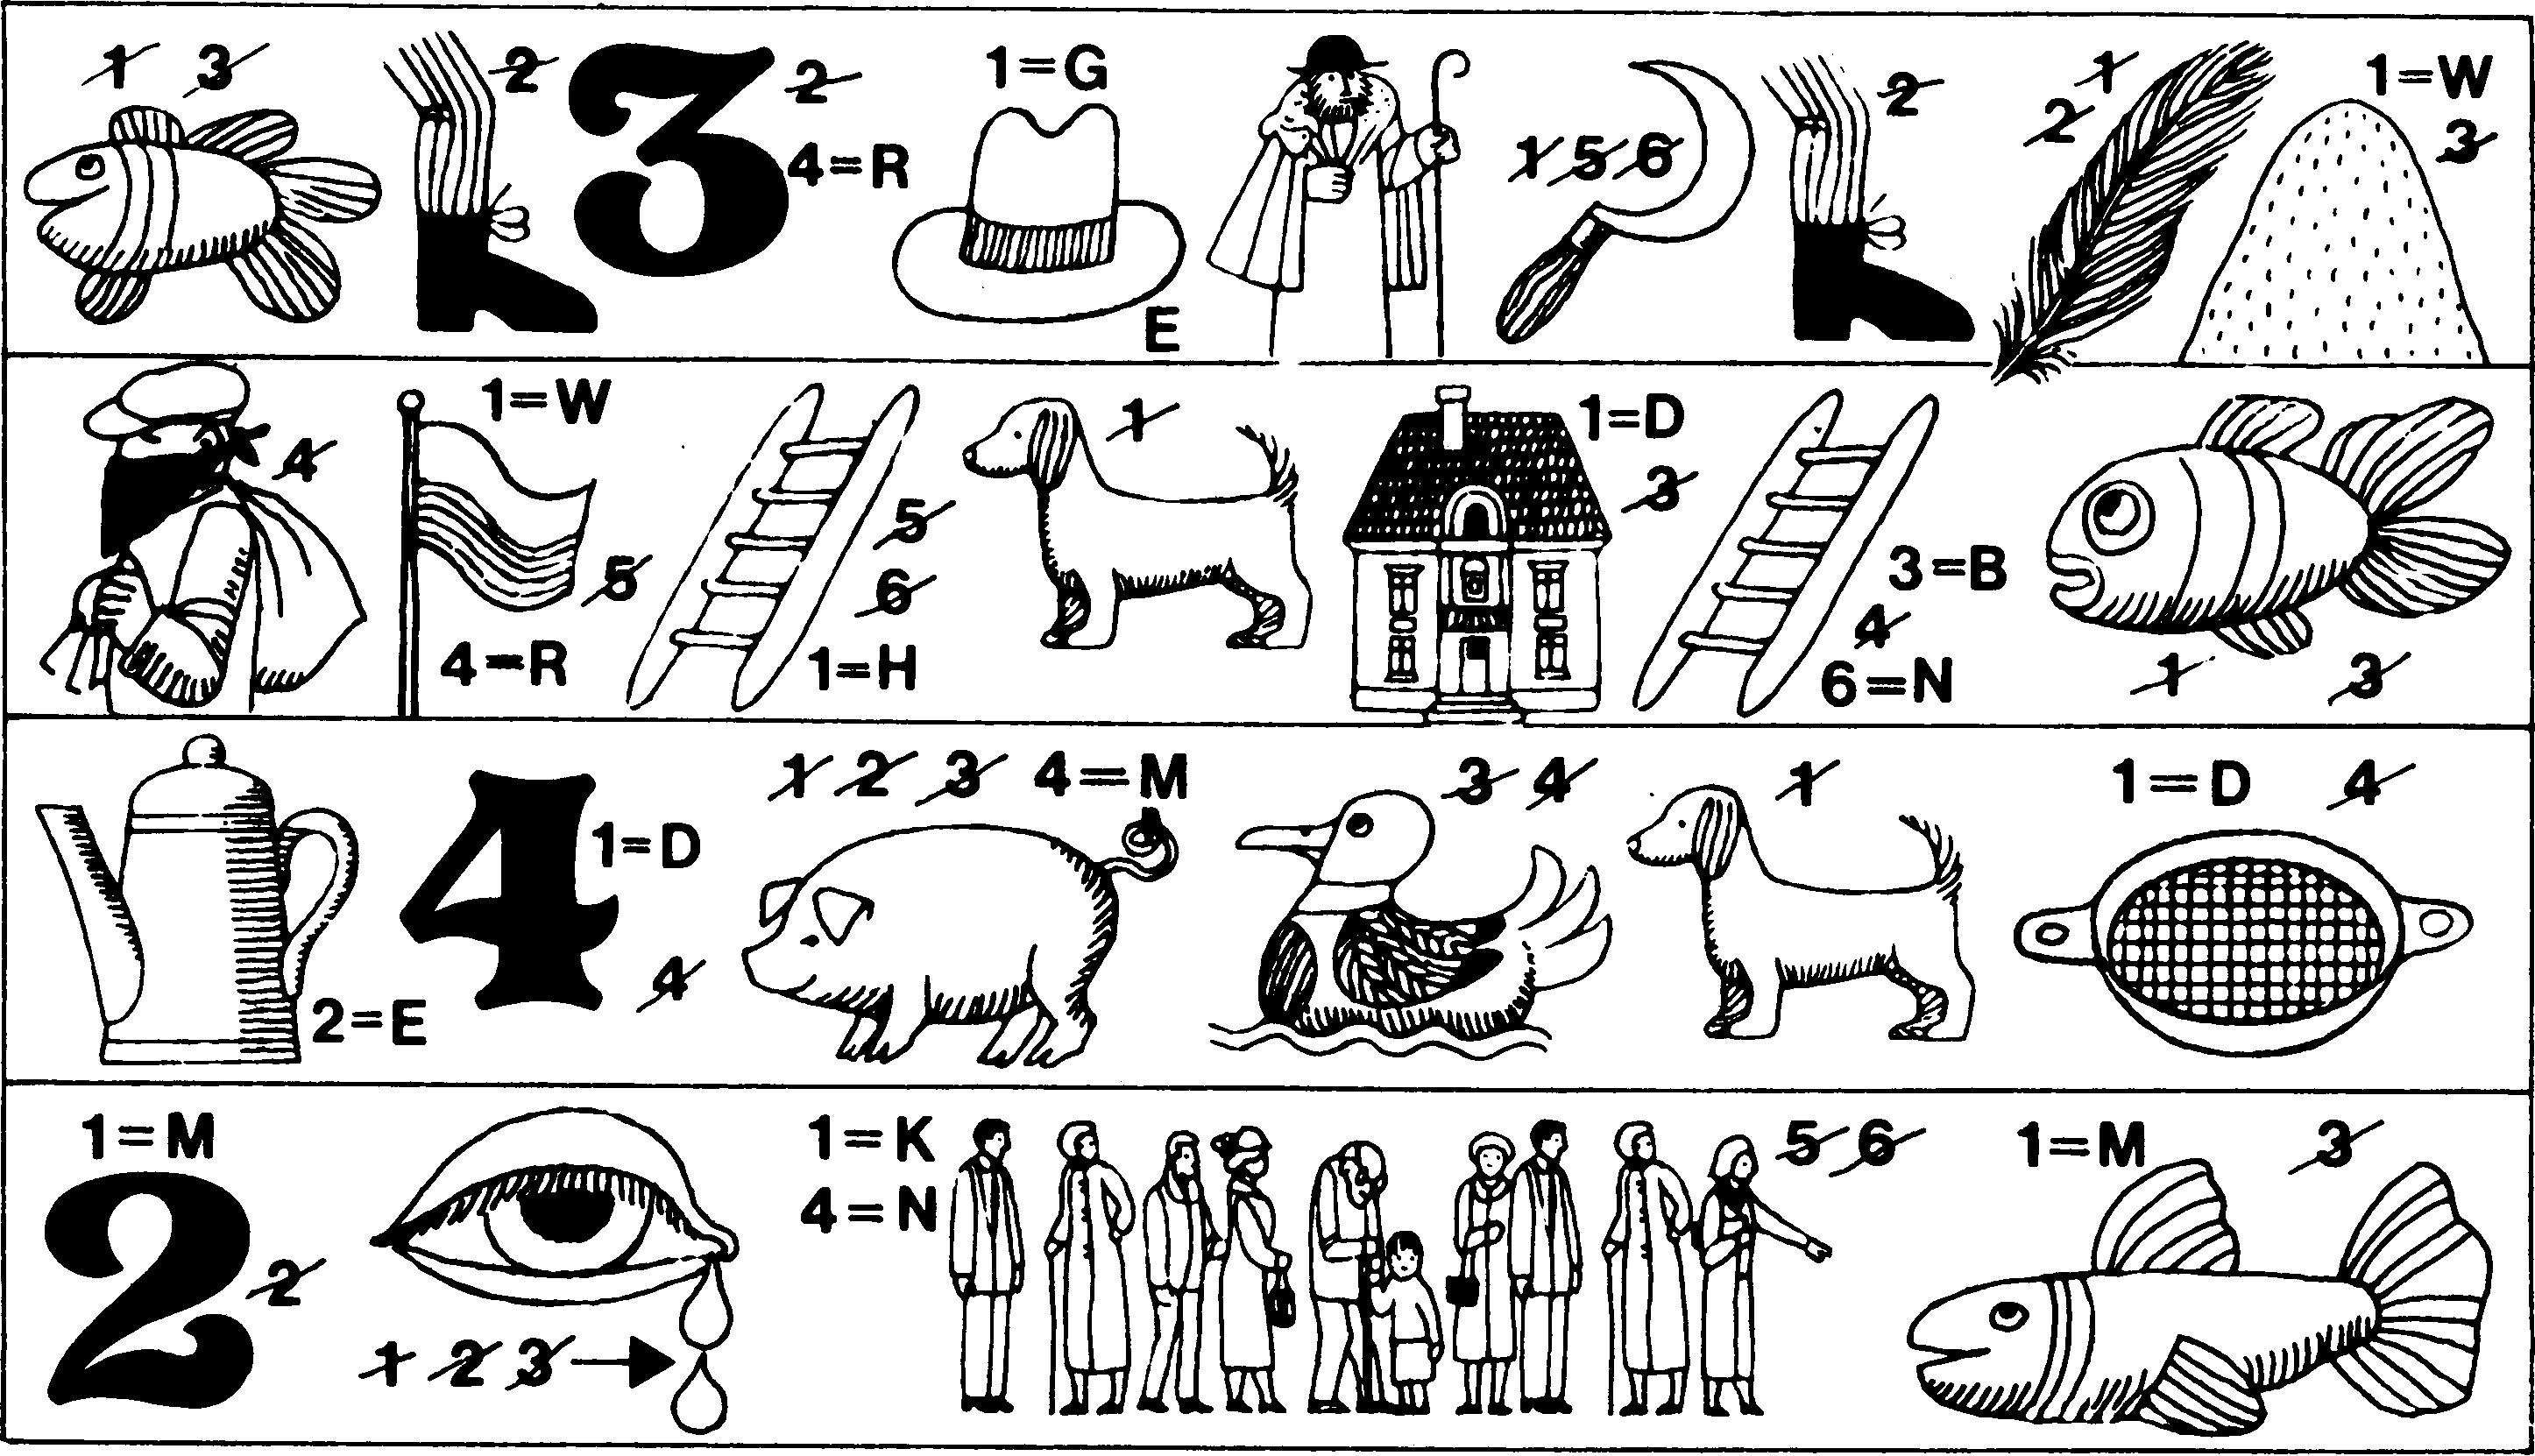 1 3 2 3 2 4=R 1=G E 1 5 6 2 1 2 1=W 3
4 1=W 5 4=R 5 6 1=H 1 1=D 3 3=B 4 6=N 1 3
2=E 4 1=D 4 1 2 3 4=M 3 4 1 1=D 4
1=M 2 2 1 2 3 1=K 4=N 5 6 1=M 3